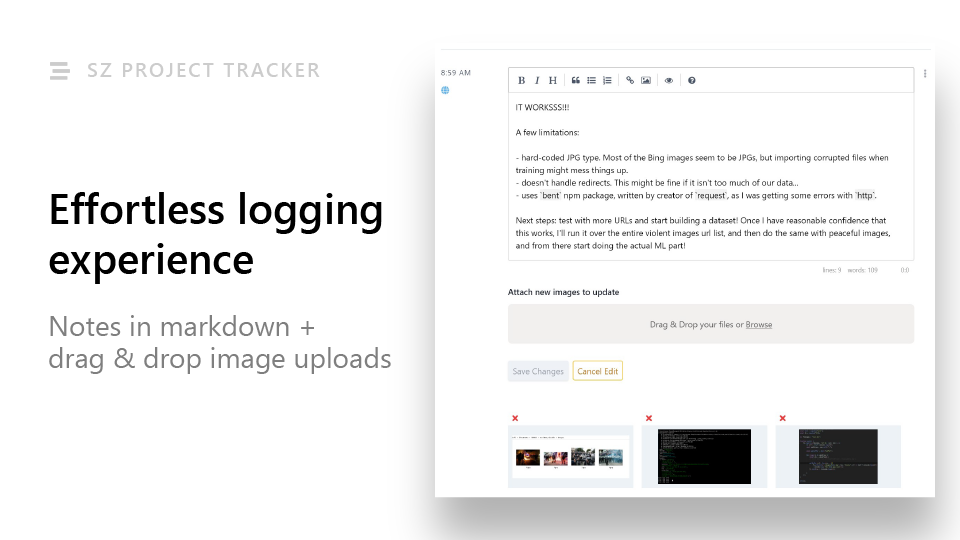 SZ PROJECT TRACKER
Effortless logging
experience
Notes in markdown +
drag & drop image uploads
8:59 AM
B I H
IT WORKSSS!!!
A few limitations:
- hard-coded JPG type. Most of the Bing images seem to be JPGs, but importing corrupted files when
training might mess things up.
- doesn't handle redirects. This might be fine if it isn't too much of our data...
- uses `bent` npm package, written by creator of `request`, as I was getting some errors with `http`.
Next steps: test with more URLs and start building a dataset! Once I have reasonable confidence that
this works, I'll run it over the entire violent images url list, and then do the same with peaceful images,
and from there start doing the actual ML part!
lines: 9 words: 109 0:0
Attach new images to update
Drag & Drop your files or Browse
Save Changes Cancel Edit